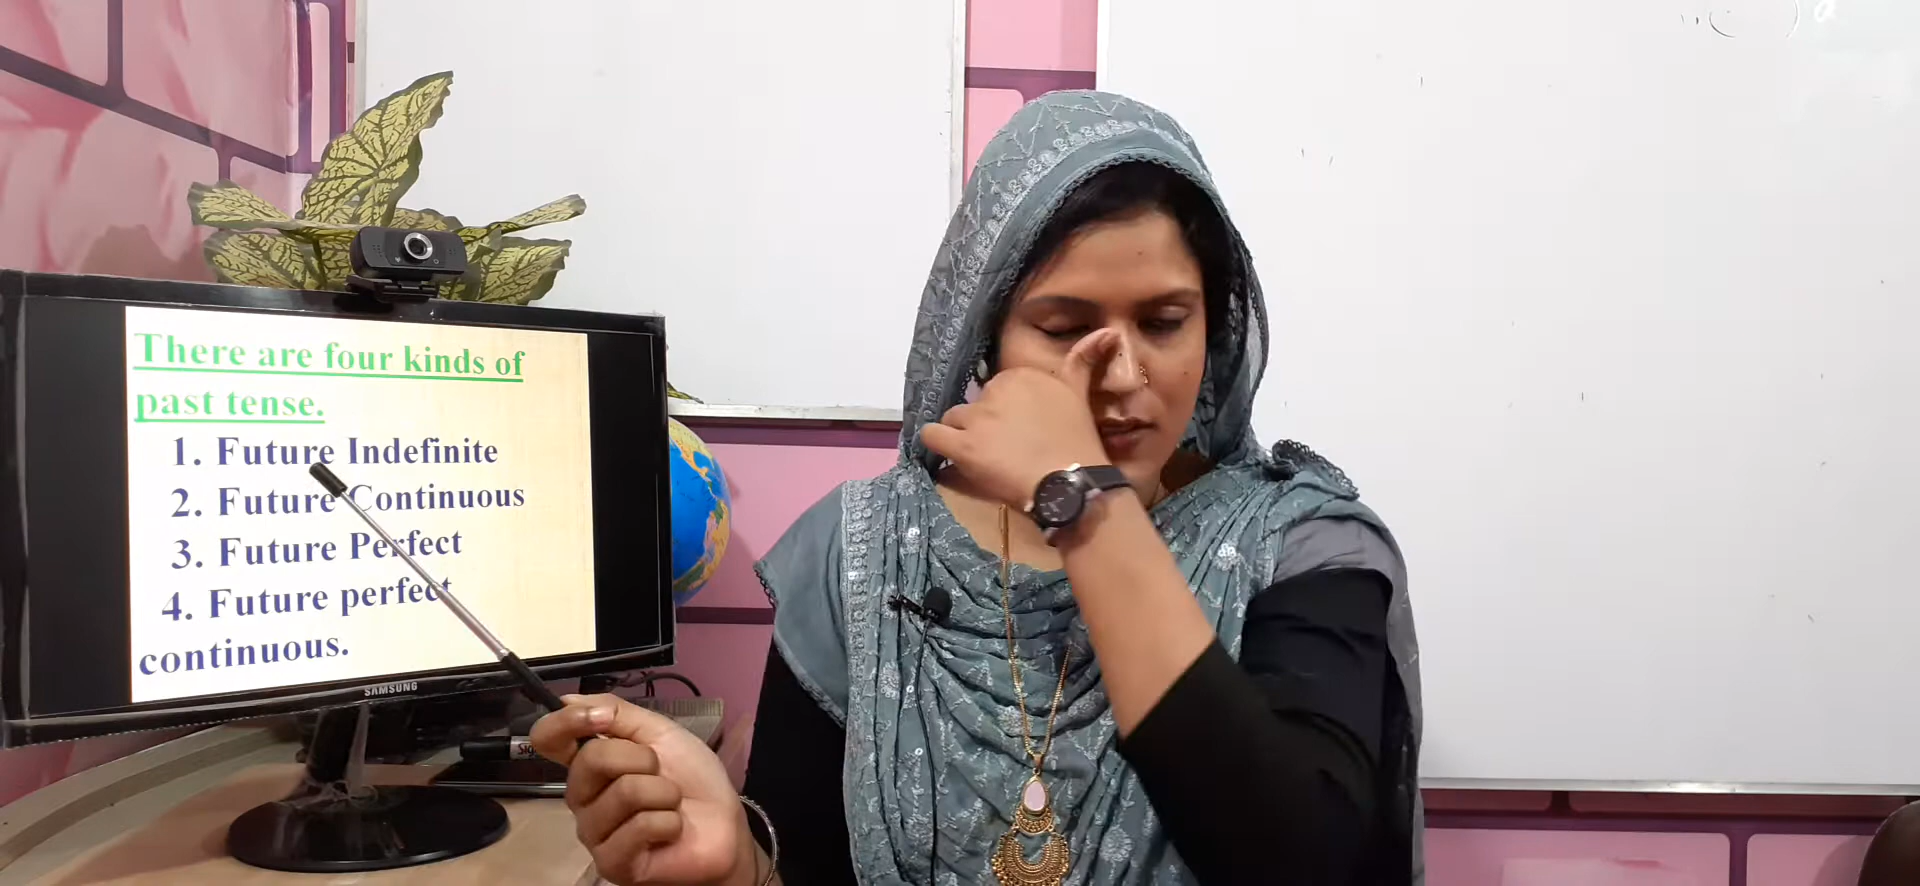 There are four kinds of
past tense.
1. Future Indefinite
2. Future Continuous
3. Future Perfect
4. Future perfect
continuous.
SAMSUNG